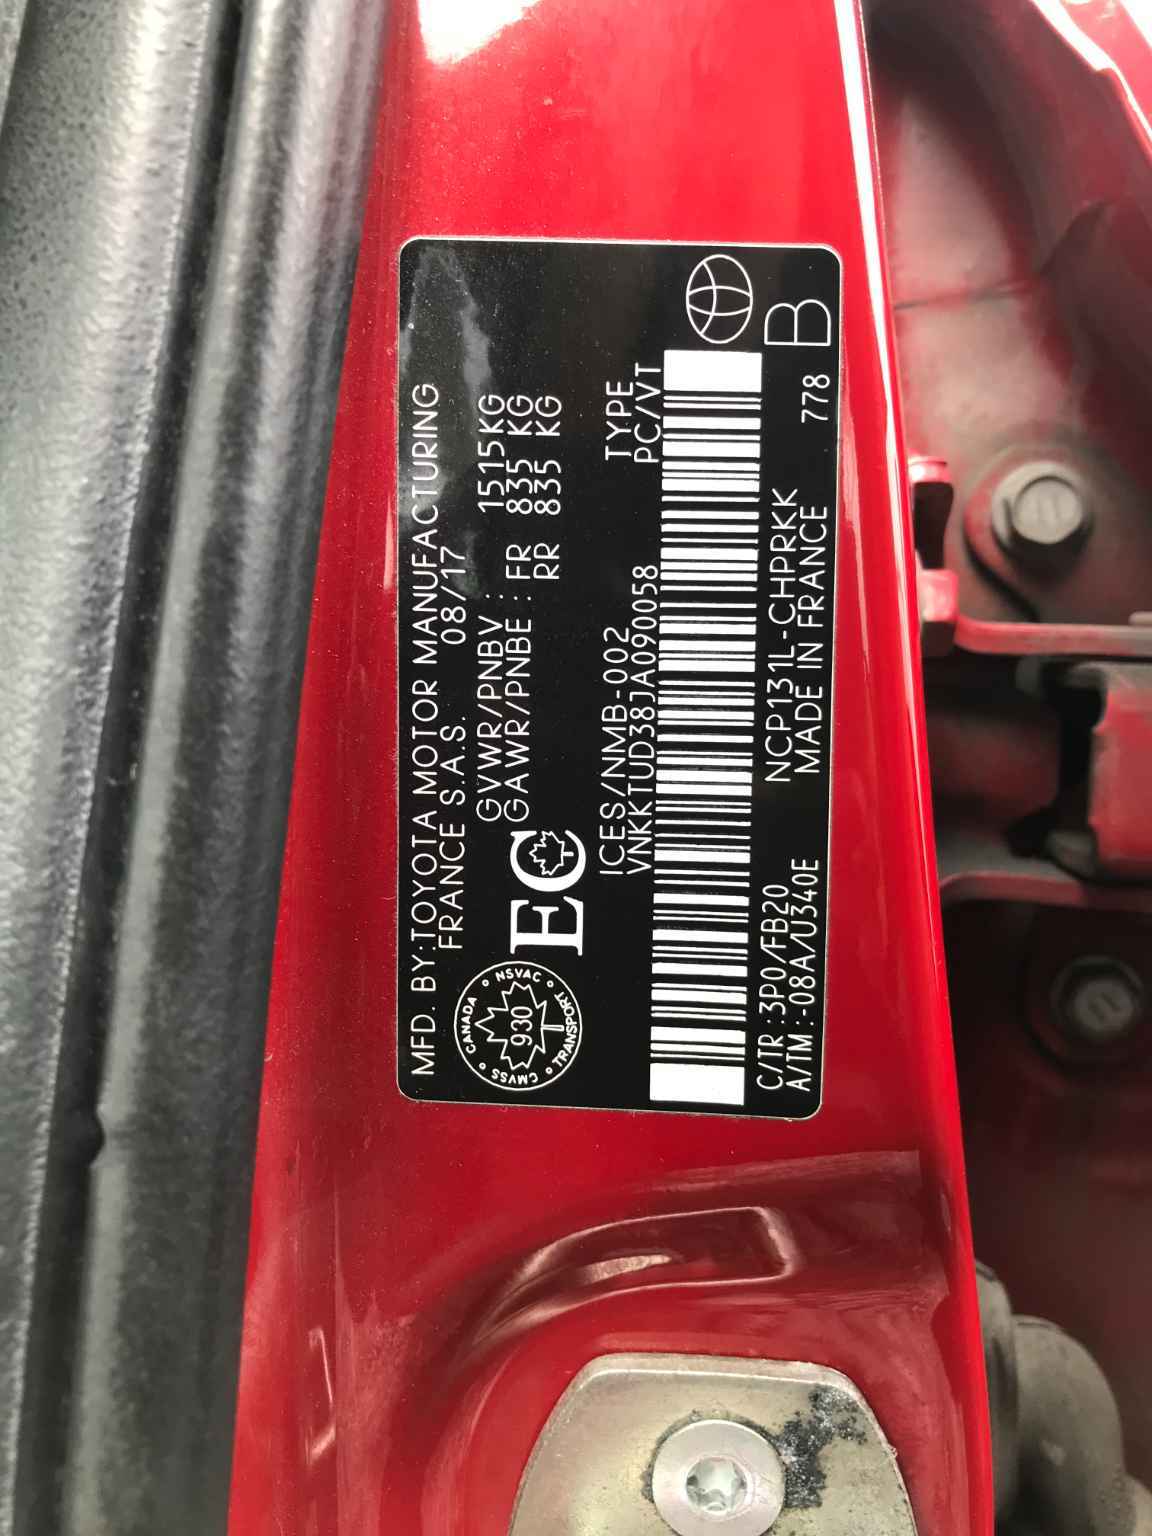 MFD. BY:TOYOTA MOTOR MANUFACTURING
FRANCE S.A.S. 08/17
CANADA
NSVAC
TRANSPORT
CMVSS
930
EC
GVWR/PNBV : 1515KG
GAWR/PNBE : FR 835 KG
RR 835 KG
ICES/NMB-002
TYPE
VNKKTUD38JA090058
PC/VT
C/TR :3P0/FB20
NCP131L-CHPRKK
A/TM :-08A/U340E
MADE IN FRANCE
778
B